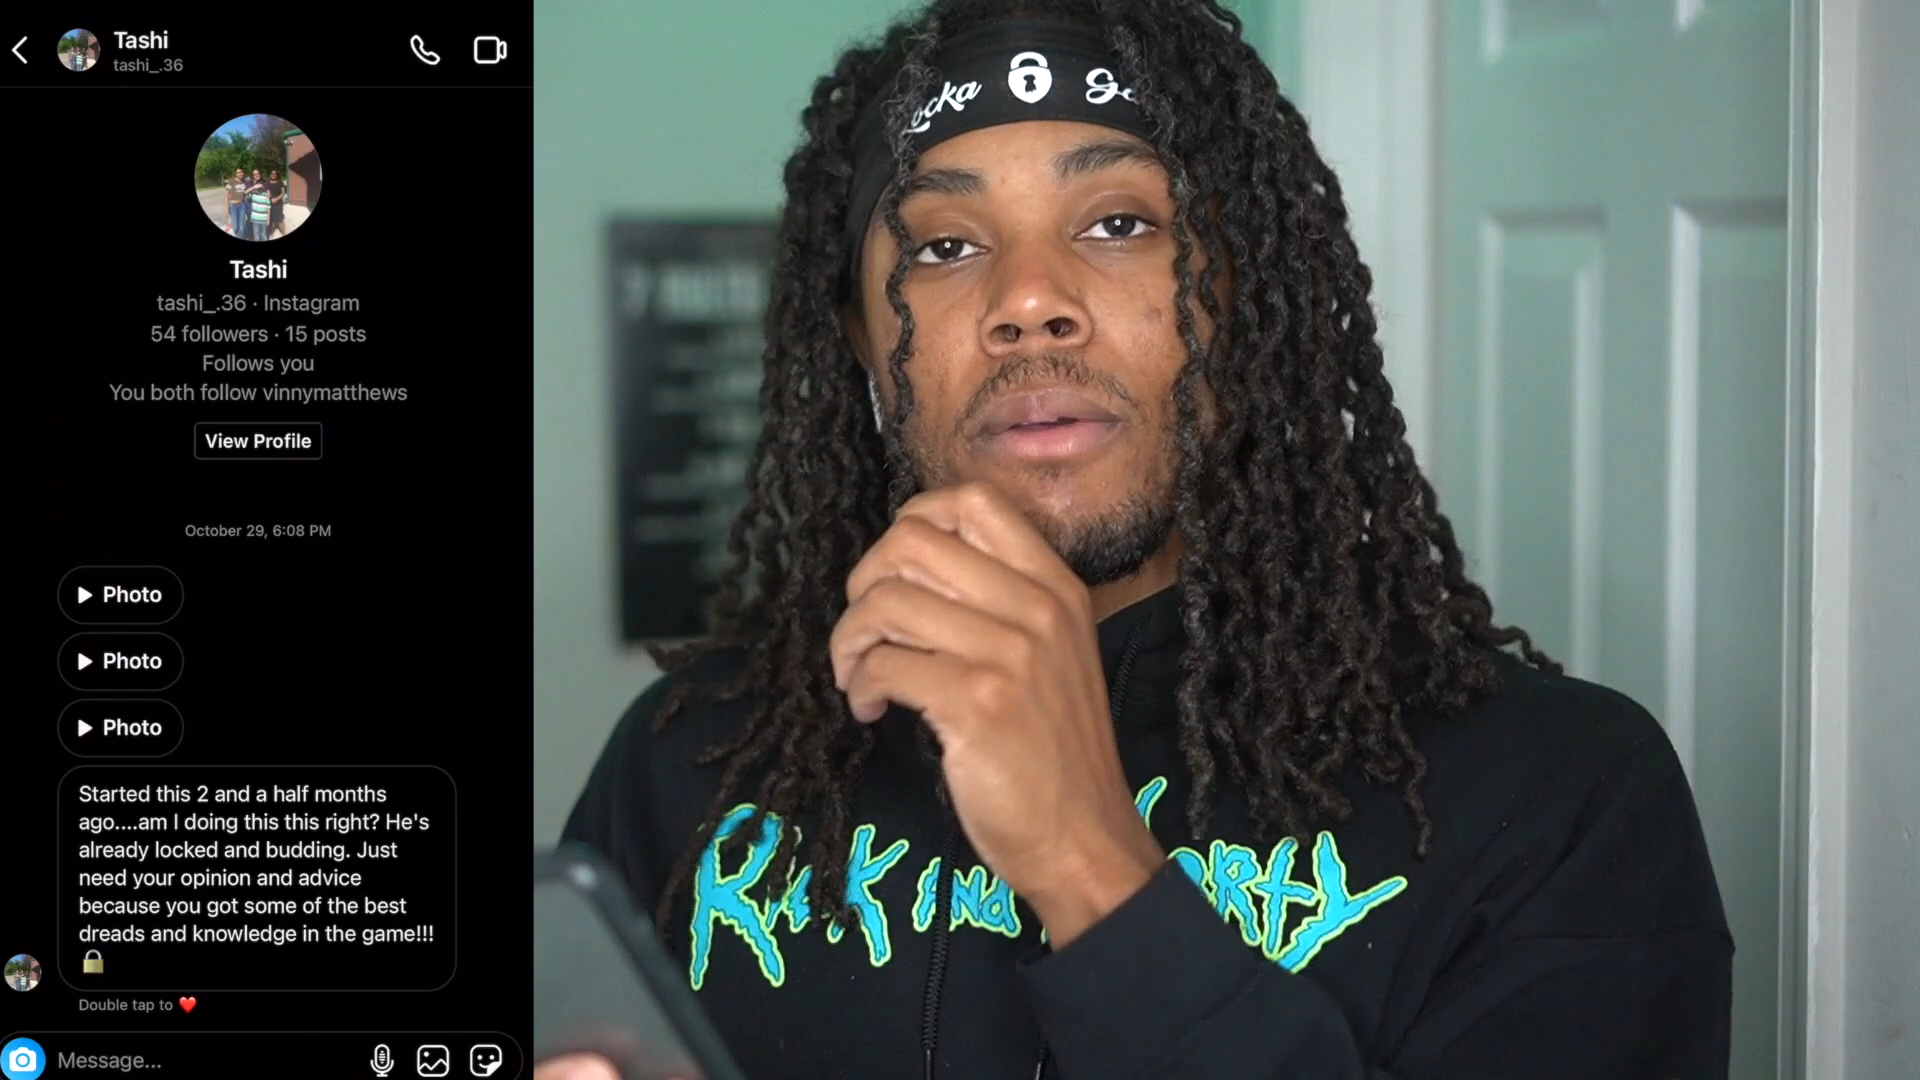 Tashi
tashi_.36
Tashi
tashi_.36 · Instagram
54 followers · 15 posts
Follows you
You both follow vinnymatthews
View Profile
October 29, 6:08 PM
Photo
Photo
Photo
Started this 2 and a half months
ago....am I doing this this right? He's
already locked and budding. Just
need your opinion and advice
because you got some of the best
dreads and knowledge in the game!!!
🔒
Double tap to ❤️
Message...
Rick AND